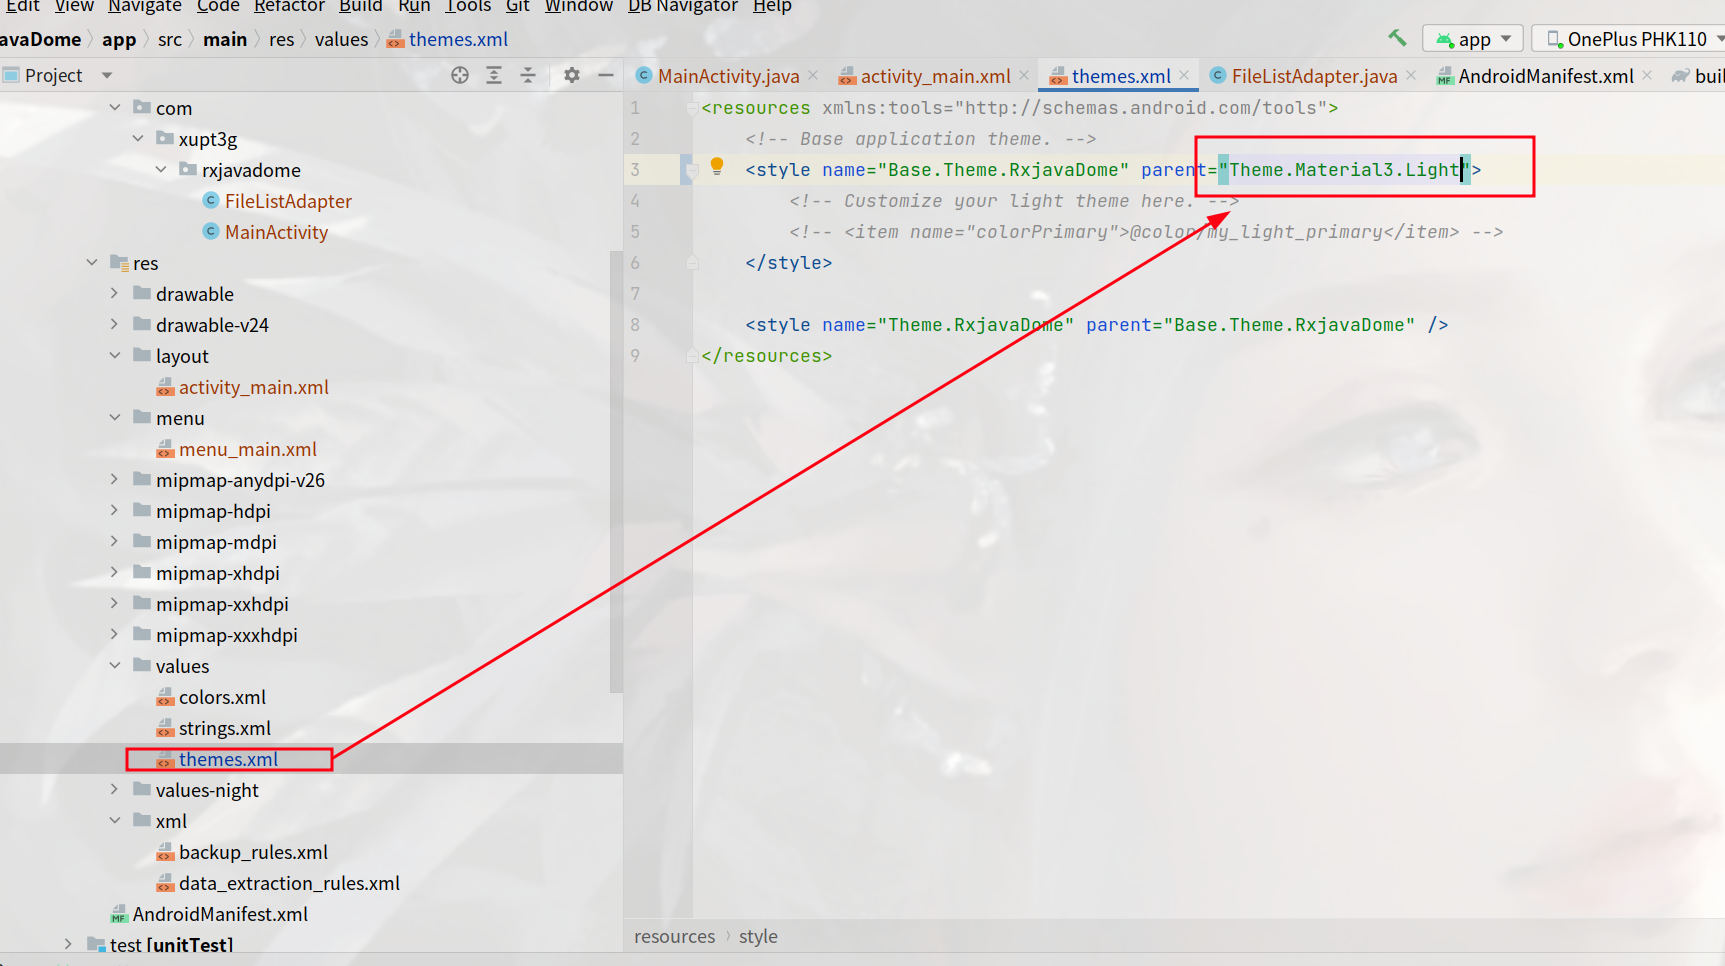 Edit View Navigate Code Refactor Build Run Tools Git Window DB Navigator Help
avaDome app src main res values themes.xml
app
OnePlus PHK110
Project
MainActivity.java
activity_main.xml
themes.xml
FileListAdapter.java
AndroidManifest.xml
buil
com
xupt3g
rxjavadome
FileListAdapter
MainActivity
res
drawable
drawable-v24
layout
activity_main.xml
menu
menu_main.xml
mipmap-anydpi-v26
mipmap-hdpi
mipmap-mdpi
mipmap-xhdpi
mipmap-xxhdpi
mipmap-xxxhdpi
values
colors.xml
strings.xml
themes.xml
values-night
xml
backup_rules.xml
data_extraction_rules.xml
AndroidManifest.xml
test [unitTest]
1 <resources xmlns:tools="http://schemas.android.com/tools">
2 <!-- Base application theme. -->
3 <style name="Base.Theme.RxjavaDome" parent="Theme.Material3.Light">
4 <!-- Customize your light theme here. -->
5 <!-- <item name="colorPrimary">@color/my_light_primary</item> -->
6 </style>
7
8 <style name="Theme.RxjavaDome" parent="Base.Theme.RxjavaDome" />
9 </resources>
resources style